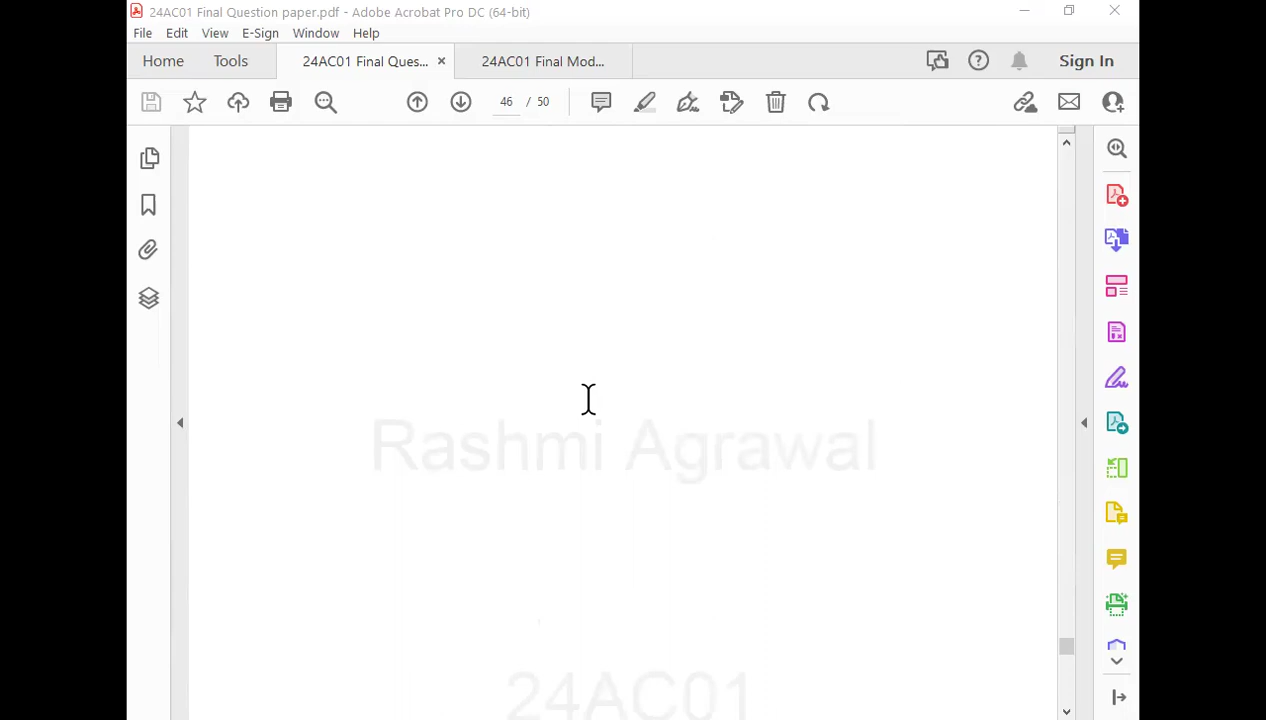 24AC01 Final Question paper.pdf - Adobe Acrobat Pro DC (64-bit)
File Edit View E-Sign Window Help
Home Tools 24AC01 Final Ques... × 24AC01 Final Mod...
Sign In
46 / 50
Rashmi Agrawal
24AC01